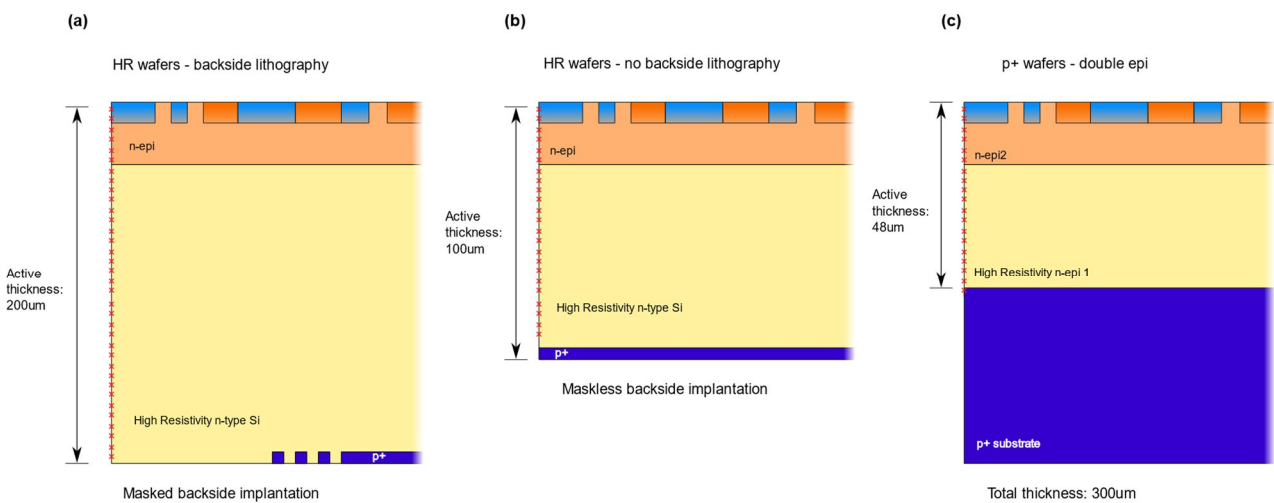 (a)
HR wafers - backside lithography
n-epi
Active
thickness:
200um
High Resistivity n-type Si
p+
Masked backside implantation
(b)
HR wafers - no backside lithography
n-epi
Active
thickness:
100um
High Resistivity n-type Si
p+
Maskless backside implantation
(c)
p+ wafers - double epi
n-epi2
Active
thickness:
48um
High Resistivity n-epi 1
p+ substrate
Total thickness: 300um